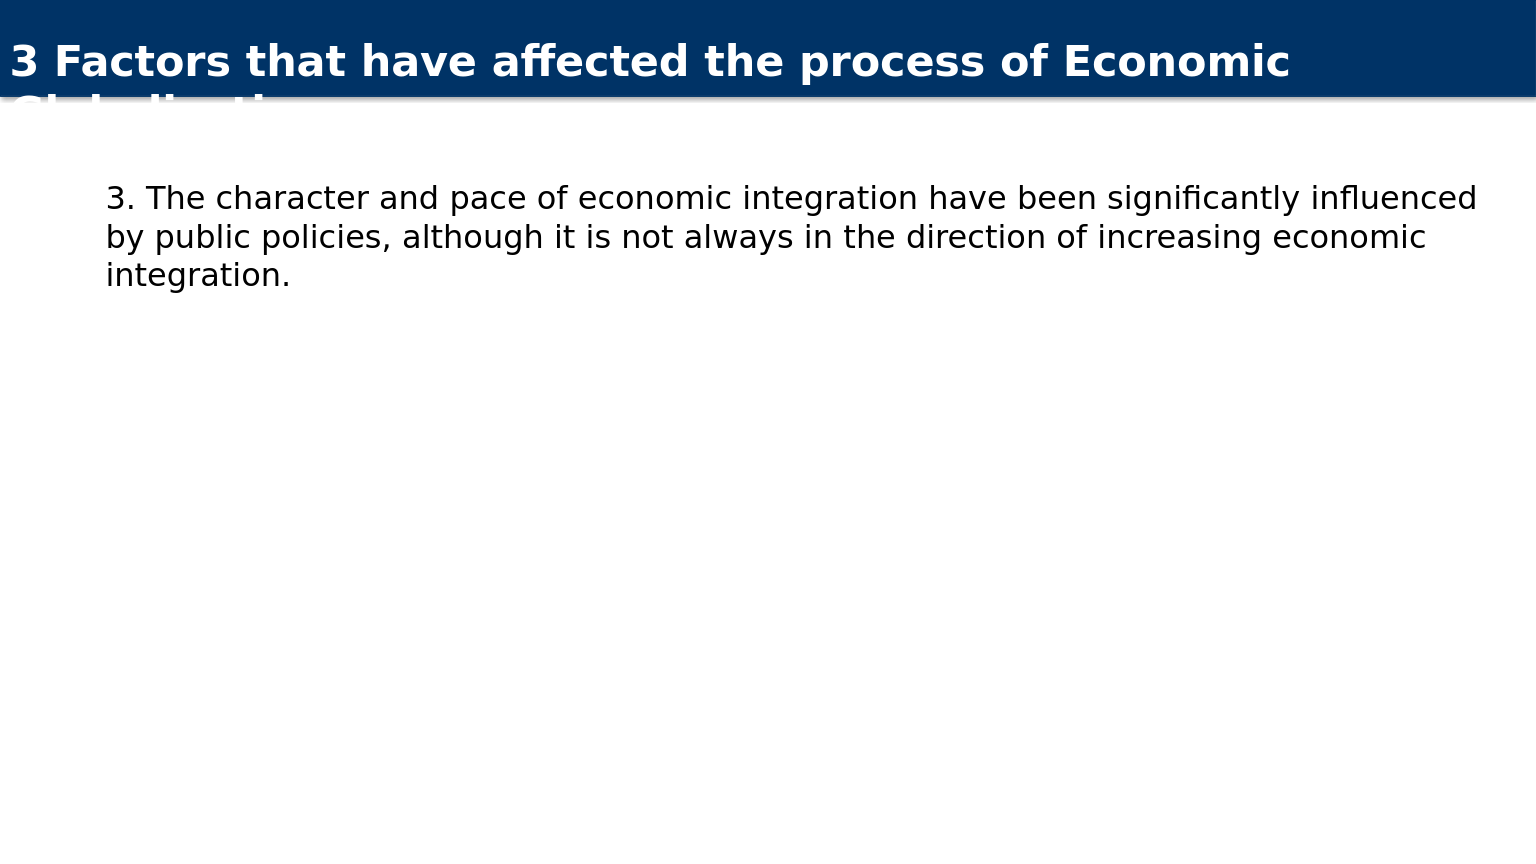 3 Factors that have affected the process of Economic
3. The character and pace of economic integration have been significantly influenced
by public policies, although it is not always in the direction of increasing economic
integration.